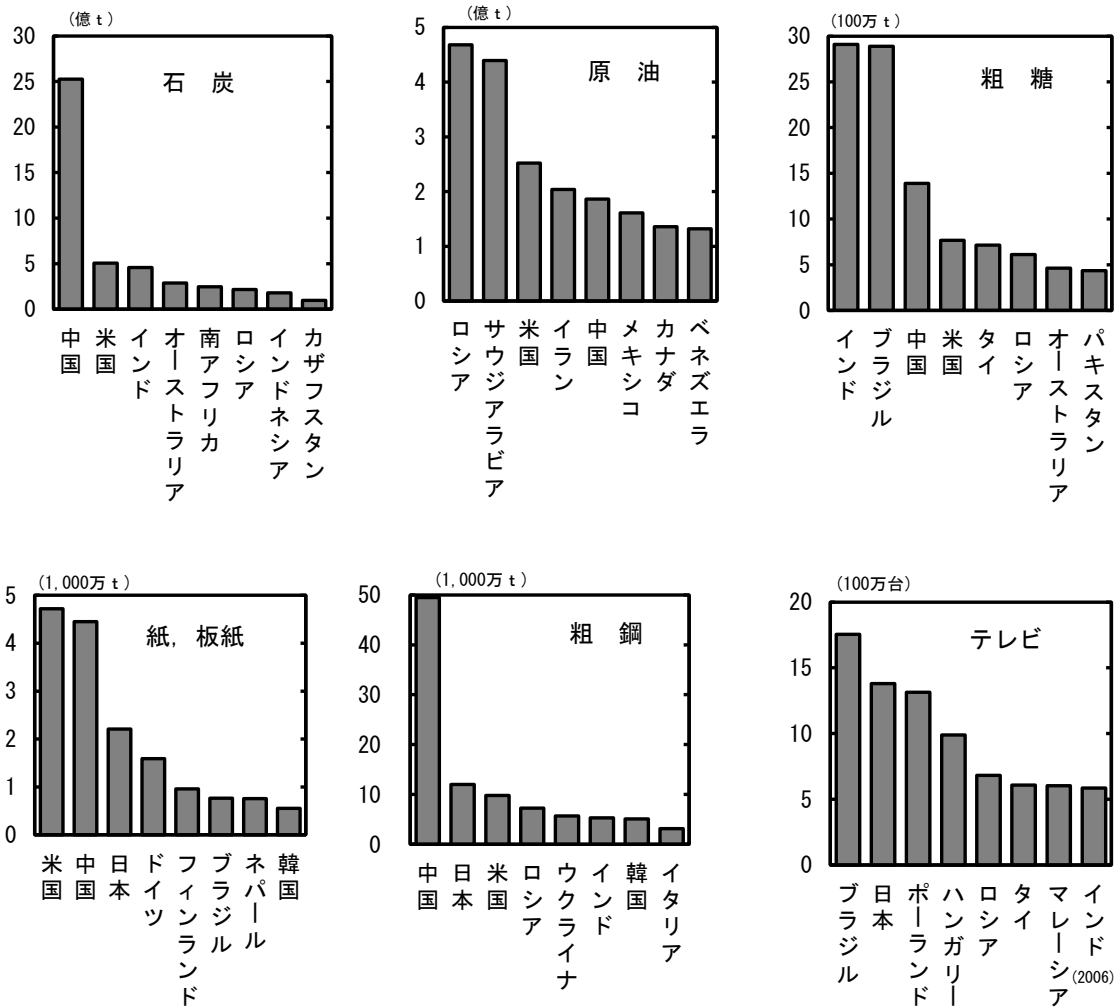 (億ｔ)
石　炭
30
25
20
15
10
5
0
中国
米国
インド
オーストラリア
南アフリカ
ロシア
インドネシア
カザフスタン
(億ｔ)
原　油
5
4
3
2
1
0
ロシア
サウジアラビア
米国
イラン
中国
メキシコ
カナダ
ベネズエラ
(100万ｔ)
粗　糖
30
25
20
15
10
5
0
インド
ブラジル
中国
米国
タイ
ロシア
オーストラリア
パキスタン
(1,000万ｔ)
紙，板紙
5
4
3
2
1
0
米国
中国
日本
ドイツ
フィンランド
ブラジル
ネパール
韓国
(1,000万ｔ)
粗　鋼
50
40
30
20
10
0
中国
日本
米国
ロシア
ウクライナ
インド
韓国
イタリア
(100万台)
テレビ
20
15
10
5
0
ブラジル
日本
ポーランド
ハンガリー
ロシア
タイ
マレーシア
インド
(2006)